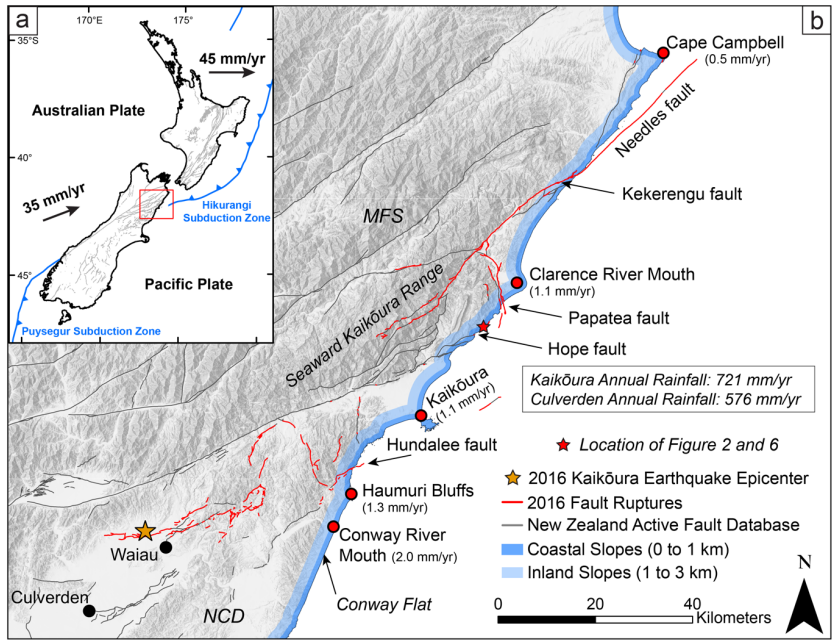 a
170°E
175°E
35°S
45 mm/yr
Australian Plate
40°
35 mm/yr
Hikurangi
Subduction Zone
45°
Pacific Plate
Puysegur Subduction Zone
b
Cape Campbell
(0.5 mm/yr)
Needles fault
Kekerengu fault
MFS
Clarence River Mouth
(1.1 mm/yr)
Seaward Kaikōura Range
Papatea fault
Hope fault
Kaikōura Annual Rainfall: 721 mm/yr
Culverden Annual Rainfall: 576 mm/yr
Kaikōura
(1.1 mm/yr)
Hundalee fault
Haumuri Bluffs
(1.3 mm/yr)
Conway River
Mouth (2.0 mm/yr)
Waiau
Culverden
NCD
Conway Flat
Location of Figure 2 and 6
2016 Kaikōura Earthquake Epicenter
2016 Fault Ruptures
New Zealand Active Fault Database
Coastal Slopes (0 to 1 km)
Inland Slopes (1 to 3 km)
N
0 20 40
Kilometers